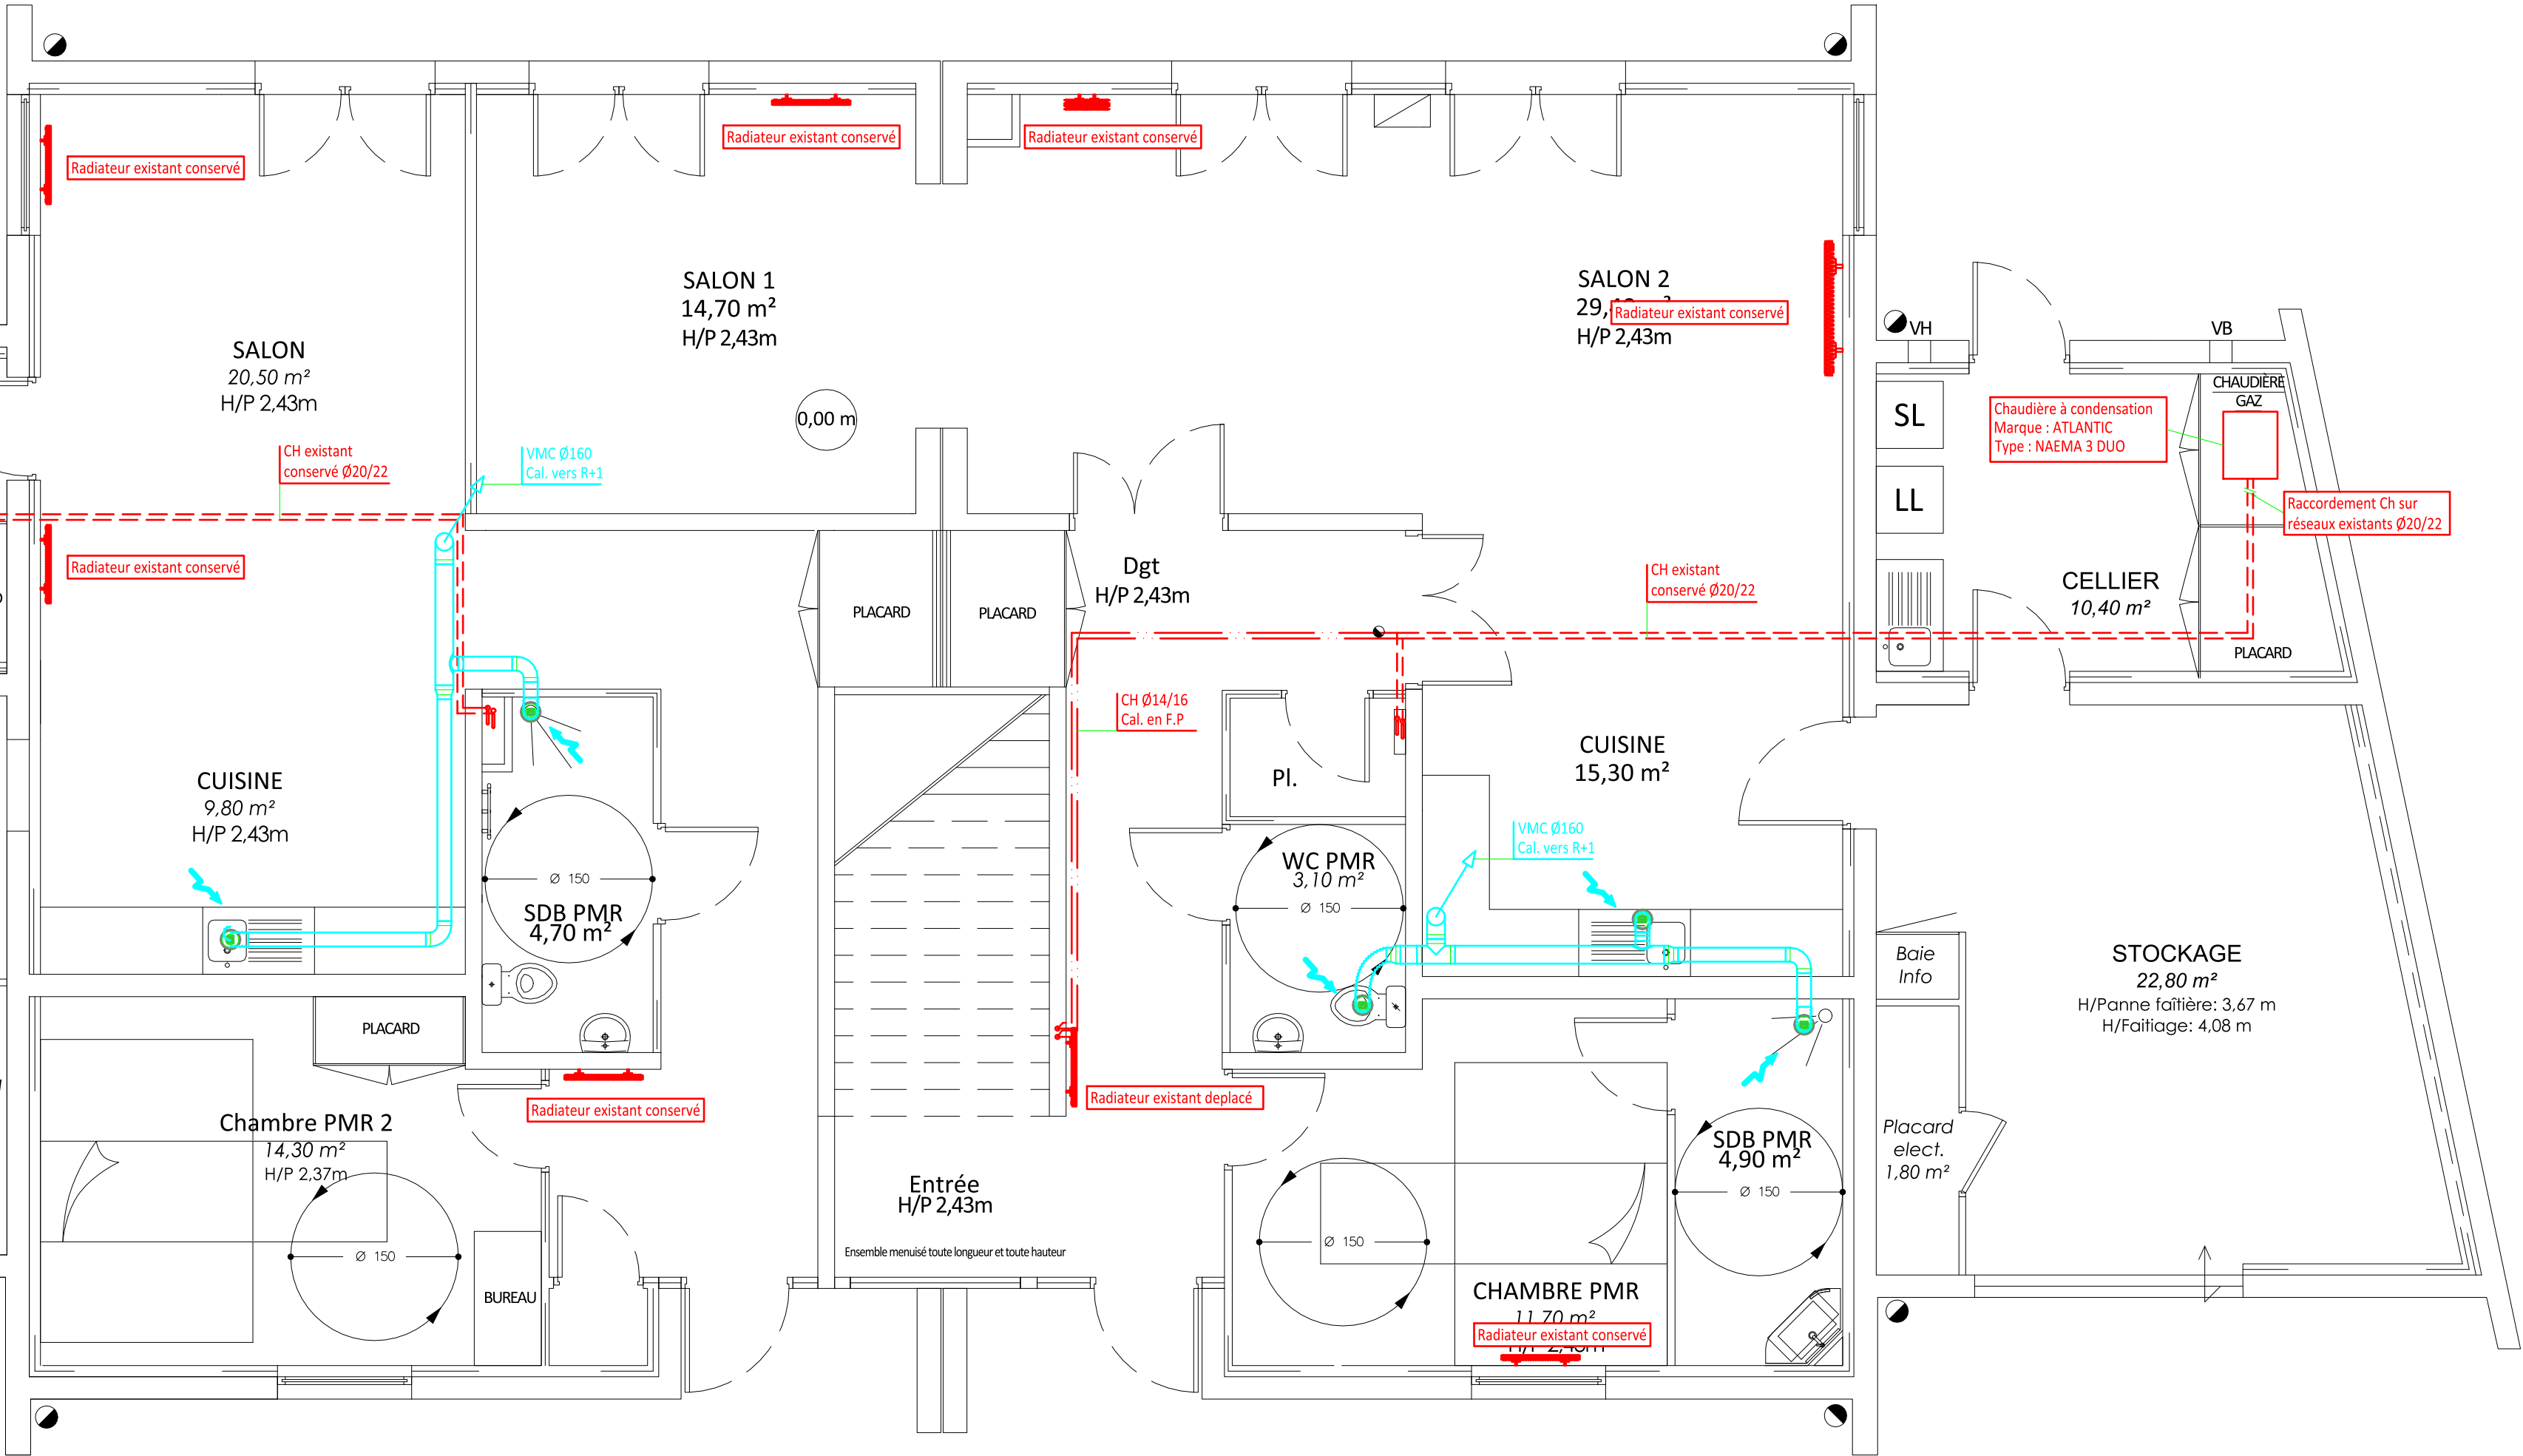 Radiateur existant conservé
Radiateur existant conservé
Radiateur existant conservé
SALON 1
14,70 m²
H/P 2,43m
SALON 2
29,
H/P 2,43m
Radiateur existant conservé
VH
VB
SALON
20,50 m²
H/P 2,43m
0,00 m
CHAUDIÈRE
GAZ
SL
Chaudière à condensation
Marque : ATLANTIC
Type : NAEMA 3 DUO
CH existant
conservé Ø20/22
VMC Ø160
Cal. vers R+1
LL
Raccordement Ch sur
réseaux existants Ø20/22
Radiateur existant conservé
Dgt
H/P 2,43m
PLACARD
PLACARD
CH existant
conservé Ø20/22
CELLIER
10,40 m²
PLACARD
CH Ø14/16
Cal. en F.P
CUISINE
9,80 m²
H/P 2,43m
Pl.
CUISINE
15,30 m²
VMC Ø160
Cal. vers R+1
Ø 150
SDB PMR
4,70 m²
WC PMR
3,10 m²
Ø 150
Baie
Info
STOCKAGE
22,80 m²
H/Panne faîtière: 3,67 m
H/Faitiage: 4,08 m
PLACARD
Radiateur existant conservé
Radiateur existant deplacé
Chambre PMR 2
14,30 m²
H/P 2,37m
Ø 150
BUREAU
Entrée
H/P 2,43m
Ensemble menuisé toute longueur et toute hauteur
SDB PMR
4,90 m²
Ø 150
Placard
elect.
1,80 m²
Ø 150
CHAMBRE PMR
11,70 m²
Radiateur existant conservé